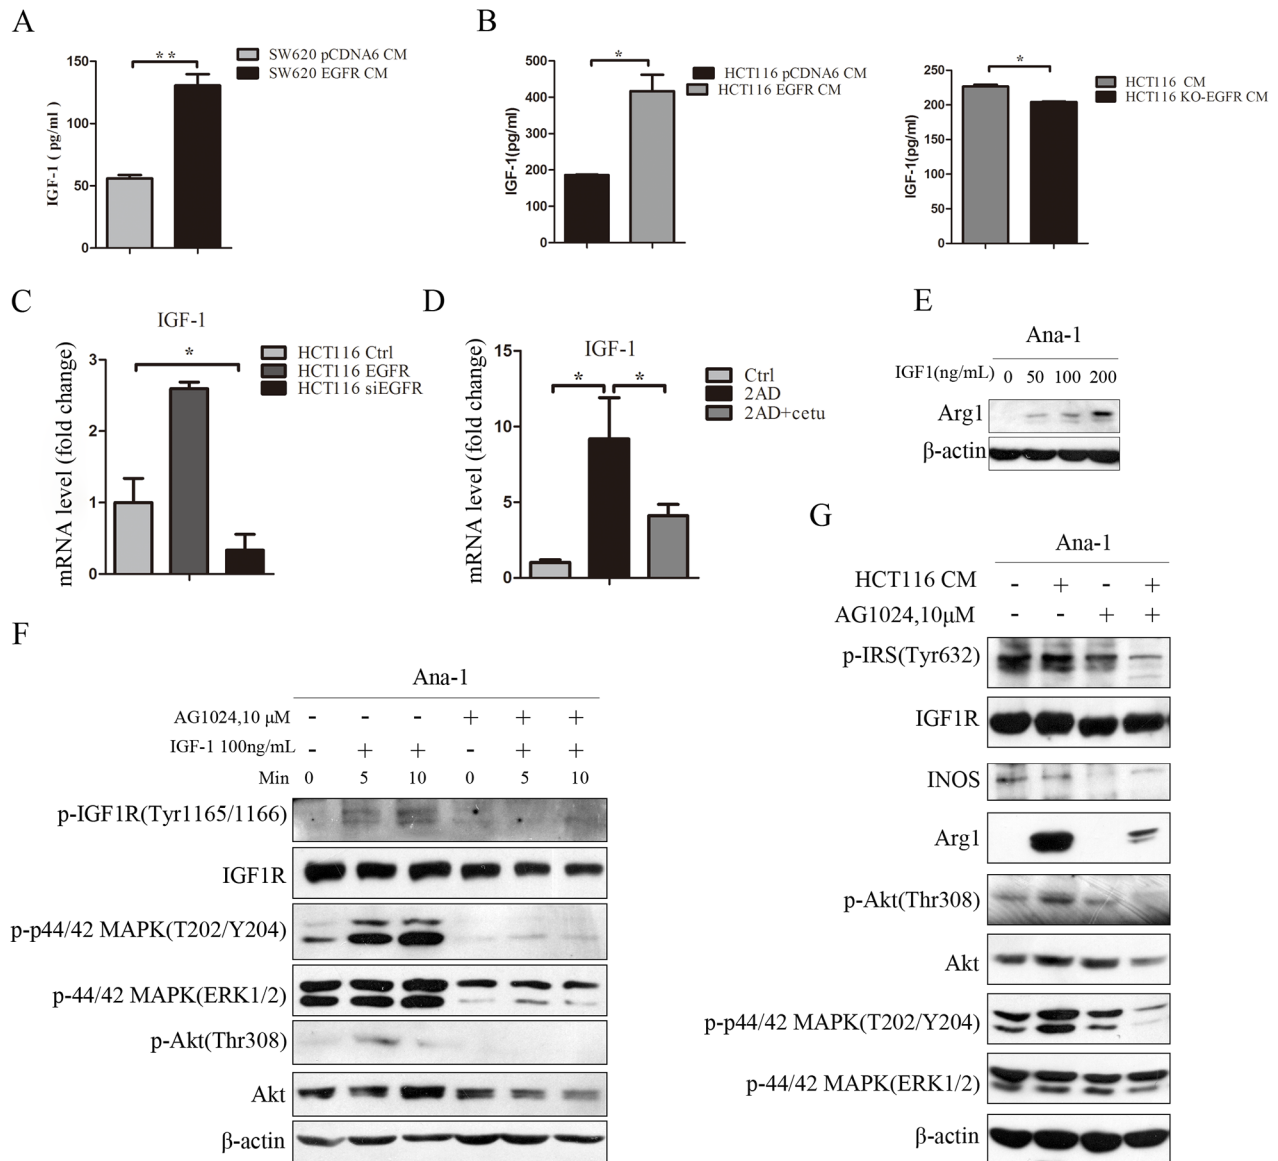 A
SW620 pCDNA6 CM
SW620 EGFR CM
**
IGF-1 ( pg/ml )
150
100
50
0
B
HCT116 pCDNA6 CM
HCT116 EGFR CM
*
IGF-1(pg/ml)
500
400
300
200
100
0
HCT116 CM
HCT116 KO-EGFR CM
*
IGF-1(pg/ml)
250
200
150
100
50
0
C
IGF-1
HCT116 Ctrl
HCT116 EGFR
HCT116 siEGFR
*
mRNA level (fold change)
3
2
1
0
D
IGF-1
Ctrl
2AD
2AD+cetu
* *
mRNA level (fold change)
15
10
5
0
E
Ana-1
IGF1(ng/mL) 0 50 100 200
Arg1
β-actin
F
Ana-1
AG1024,10 μM - - - + + +
IGF-1 100ng/mL - + + - + +
Min 0 5 10 0 5 10
p-IGF1R(Tyr1165/1166)
IGF1R
p-p44/42 MAPK(T202/Y204)
p-44/42 MAPK(ERK1/2)
p-Akt(Thr308)
Akt
β-actin
G
Ana-1
HCT116 CM - + - +
AG1024,10μM - - + +
p-IRS(Tyr632)
IGF1R
INOS
Arg1
p-Akt(Thr308)
Akt
p-p44/42 MAPK(T202/Y204)
p-44/42 MAPK(ERK1/2)
β-actin